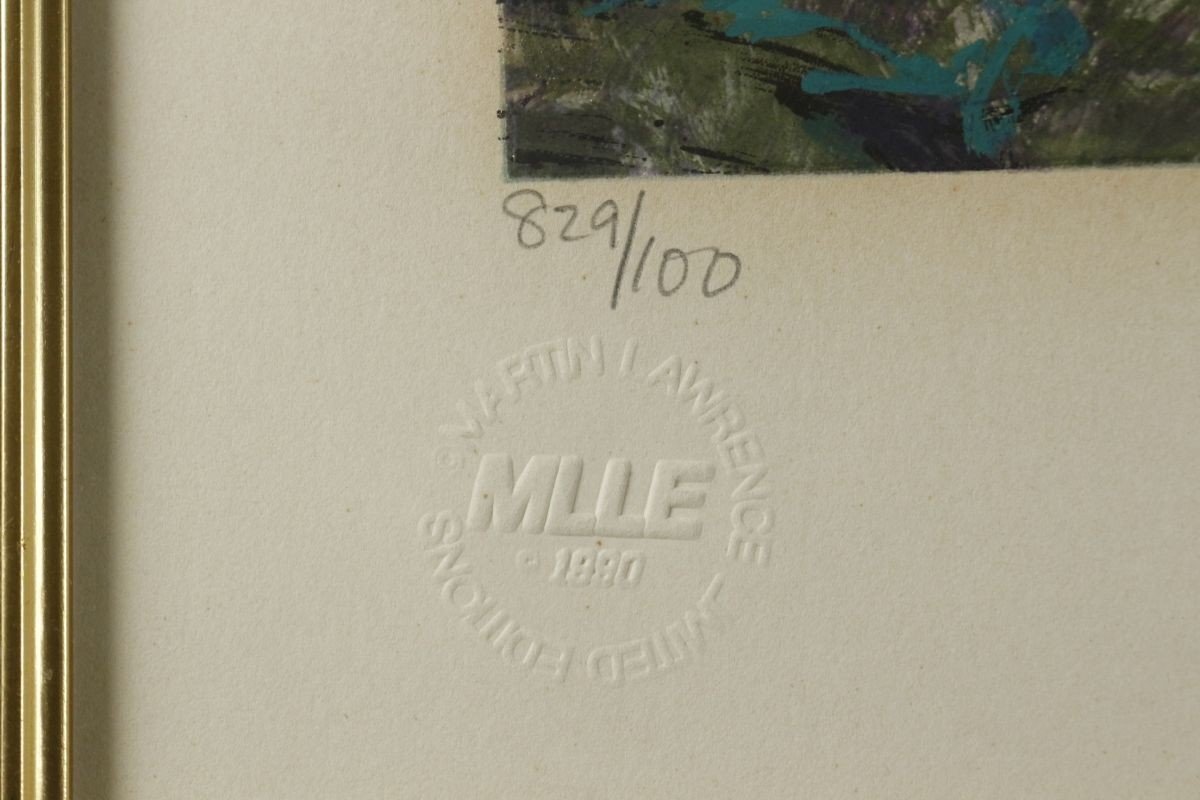 829/100
MARTIN LAWRENCE
MLLE
© 1990
LIMITED EDITIONS